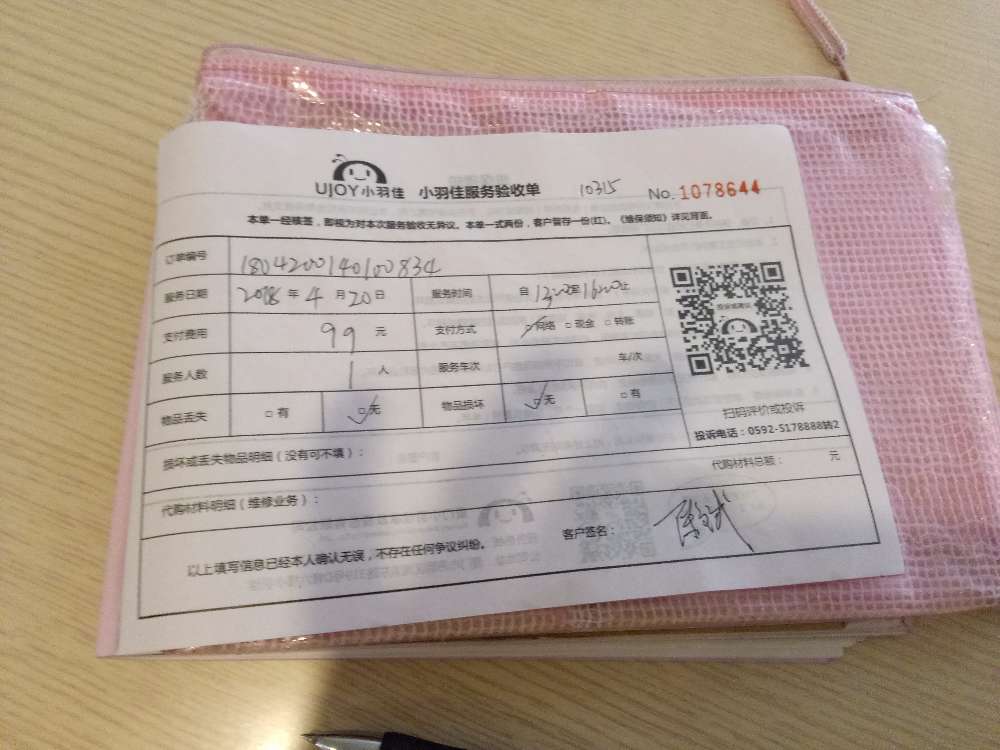 UJOY小羽佳 小羽佳服务验收单 10315 No.1078644
本单一经核签，即视为对本次服务验收无异议。本单一式两份，客户留存一份(红)。《维保须知》详见背面。
订单编号 1804200140100834
服务日期 2018 年 4 月 20 日 服务时间 自 1300 至 1600 止
支付费用 99 元 支付方式 □网络 □现金 □转账
服务人数 1 人 服务车次 车/次
物品丢失 □有 □无 物品损坏 □无 □有
扫码评价或投诉
投诉电话：0592-5178888转2
损坏或丢失物品明细（没有可不填）：
代购材料明细（维修业务）： 代购材料总额： 元
以上填写信息已经本人确认无误，不存在任何争议纠纷。 客户签名：